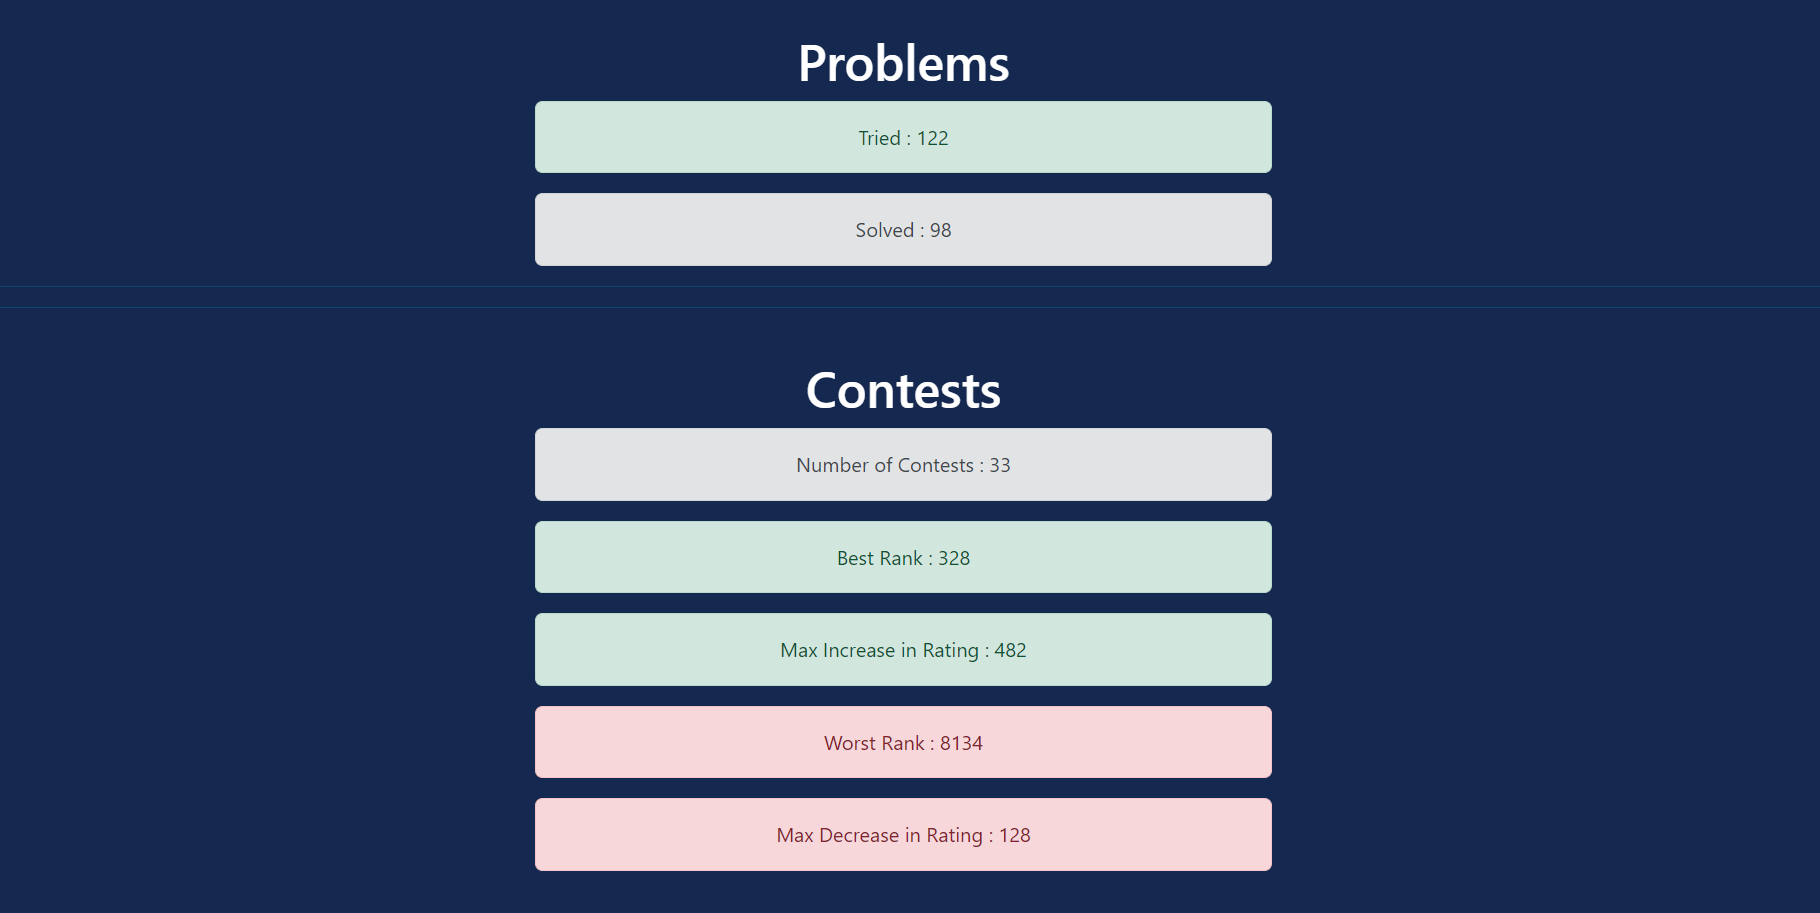 Problems
Tried : 122
Solved : 98
Contests
Number of Contests : 33
Best Rank : 328
Max Increase in Rating : 482
Worst Rank : 8134
Max Decrease in Rating : 128